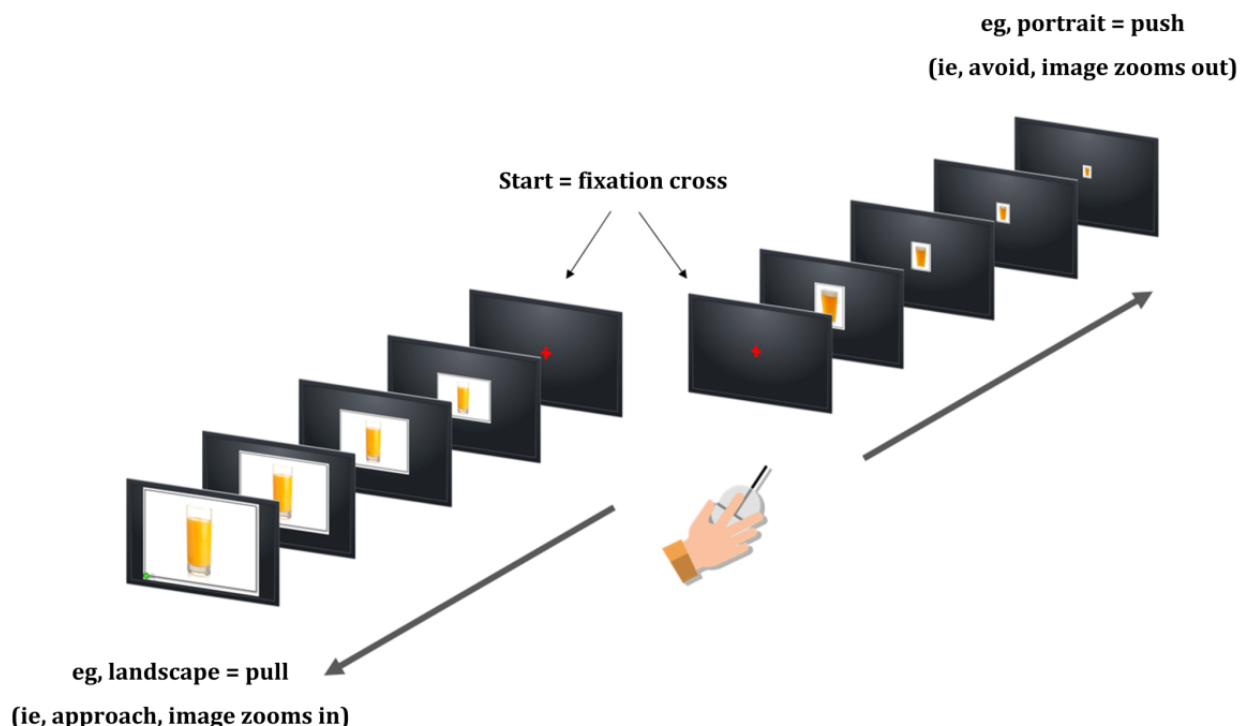 eg, portrait = push
(ie, avoid, image zooms out)
Start = fixation cross
eg, landscape = pull
(ie, approach, image zooms in)